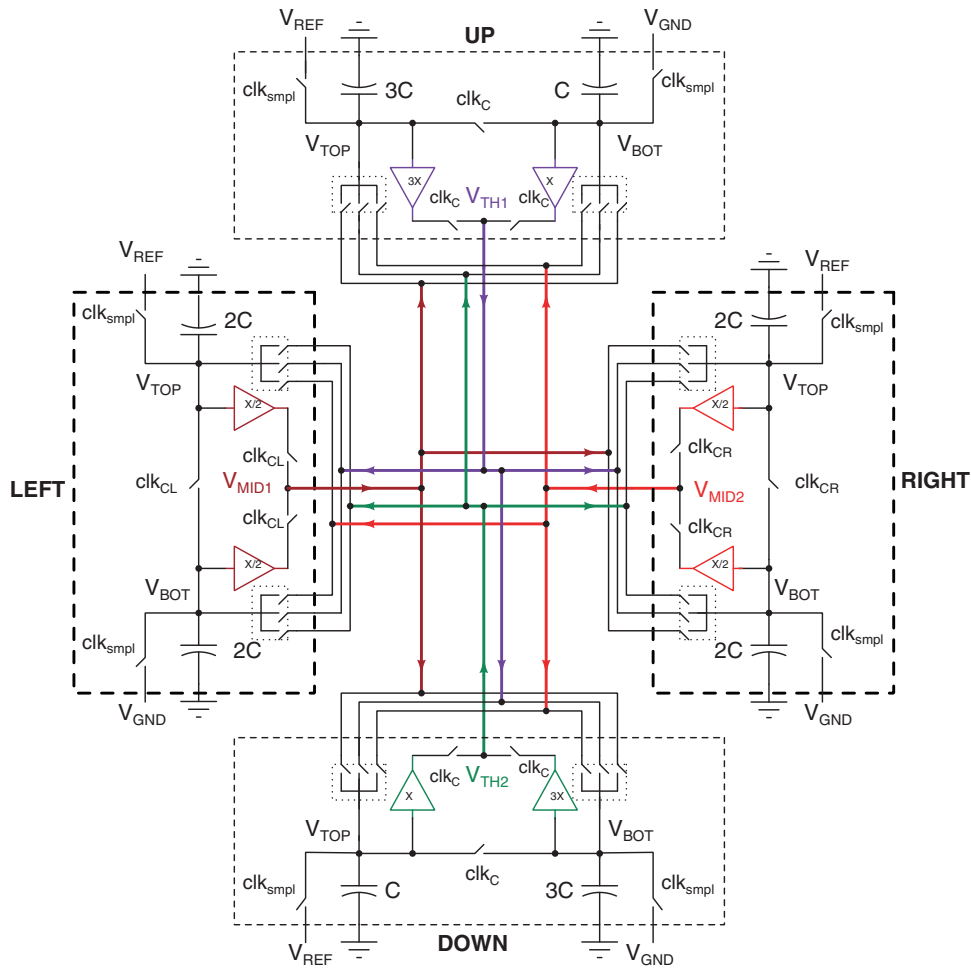 V_REF
UP
V_GND
clk_smpl
3C
clk_C
C
clk_smpl
V_TOP
V_BOT
3X
clk_C
V_TH1
clk_C
X
V_REF
V_REF
clk_smpl
2C
2C
clk_smpl
V_TOP
V_TOP
X/2
X/2
clk_CL
clk_CR
LEFT
clk_CL
V_MID1
V_MID2
clk_CR
RIGHT
clk_CL
clk_CR
X/2
X/2
V_BOT
V_BOT
clk_smpl
2C
2C
clk_smpl
V_GND
V_GND
clk_C
V_TH2
clk_C
X
3X
V_TOP
V_BOT
clk_smpl
C
clk_C
3C
clk_smpl
V_REF
DOWN
V_GND